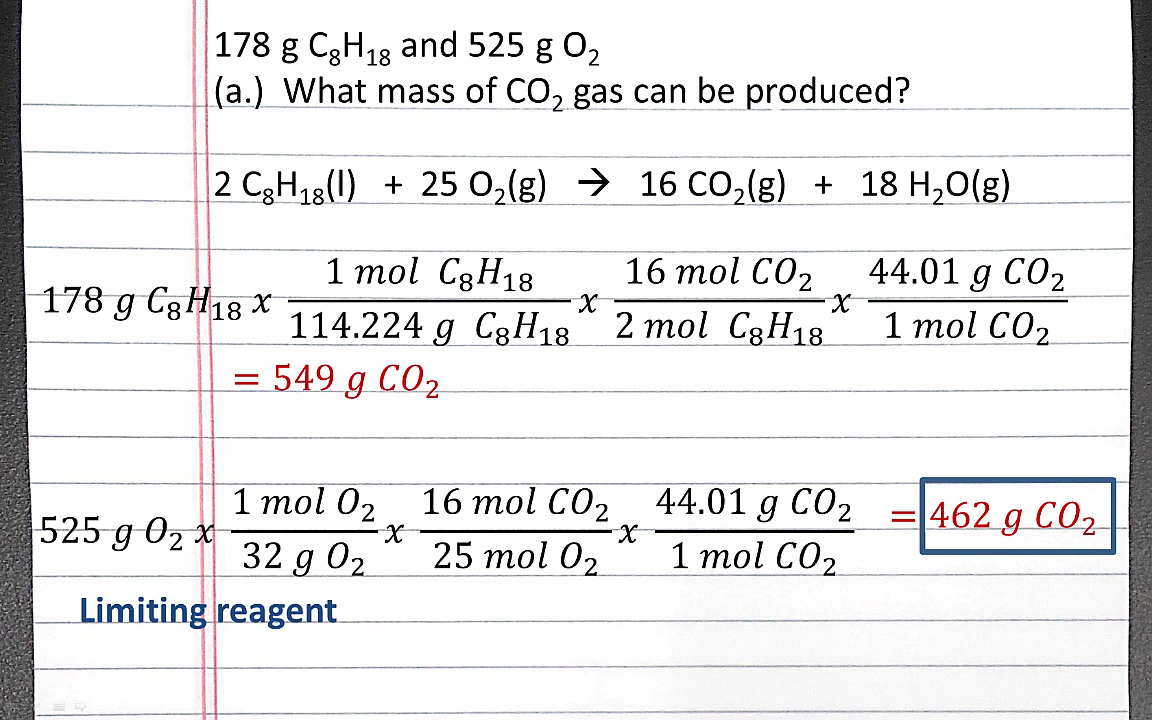 178 g C₈H₁₈ and 525 g O₂
(a.) What mass of CO₂ gas can be produced?
2 C₈H₁₈(l) + 25 O₂(g) → 16 CO₂(g) + 18 H₂O(g)
178 g C₈H₁₈ x (1 mol C₈H₁₈)/(114.224 g C₈H₁₈) x (16 mol CO₂)/(2 mol C₈H₁₈) x (44.01 g CO₂)/(1 mol CO₂)
= 549 g CO₂
525 g O₂ x (1 mol O₂)/(32 g O₂) x (16 mol CO₂)/(25 mol O₂) x (44.01 g CO₂)/(1 mol CO₂) = 462 g CO₂
Limiting reagent